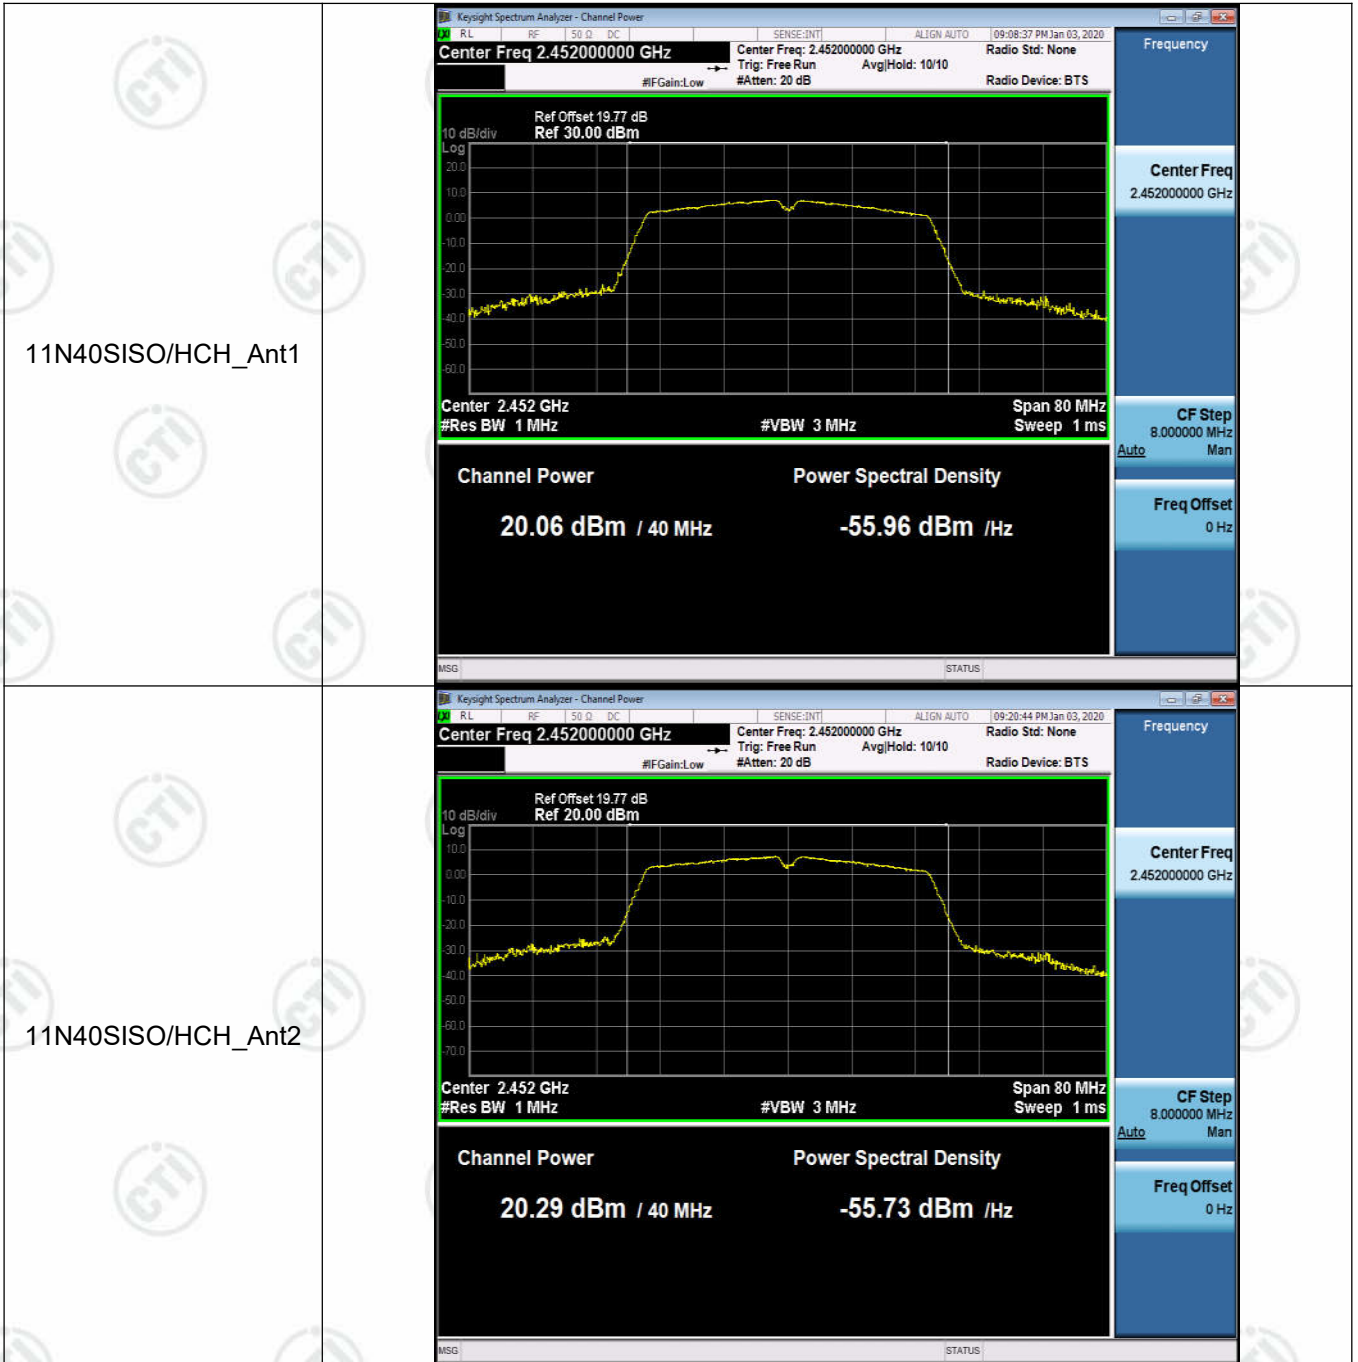 11N40SISO/HCH_Ant1
Keysight Spectrum Analyzer - Channel Power
RL RF 50 Ω DC SENSE:INT ALIGN AUTO 09:08:37 PM Jan 03, 2020
Center Freq 2.452000000 GHz
Center Freq: 2.452000000 GHz Radio Std: None
Trig: Free Run Avg|Hold: 10/10
#IFGain:Low #Atten: 20 dB Radio Device: BTS
Frequency
Ref Offset 19.77 dB
10 dB/div Ref 30.00 dBm
Log
20.0
10.0
0.00
-10.0
-20.0
-30.0
-40.0
-50.0
-60.0
Center 2.452 GHz Span 80 MHz
#Res BW 1 MHz #VBW 3 MHz Sweep 1 ms
Channel Power Power Spectral Density
20.06 dBm / 40 MHz -55.96 dBm /Hz
Center Freq
2.452000000 GHz
CF Step
8.000000 MHz
Auto Man
Freq Offset
0 Hz
MSG STATUS
11N40SISO/HCH_Ant2
Keysight Spectrum Analyzer - Channel Power
RL RF 50 Ω DC SENSE:INT ALIGN AUTO 09:20:44 PM Jan 03, 2020
Center Freq 2.452000000 GHz
Center Freq: 2.452000000 GHz Radio Std: None
Trig: Free Run Avg|Hold: 10/10
#IFGain:Low #Atten: 20 dB Radio Device: BTS
Frequency
Ref Offset 19.77 dB
10 dB/div Ref 20.00 dBm
Log
10.0
0.00
-10.0
-20.0
-30.0
-40.0
-50.0
-60.0
-70.0
Center 2.452 GHz Span 80 MHz
#Res BW 1 MHz #VBW 3 MHz Sweep 1 ms
Channel Power Power Spectral Density
20.29 dBm / 40 MHz -55.73 dBm /Hz
Center Freq
2.452000000 GHz
CF Step
8.000000 MHz
Auto Man
Freq Offset
0 Hz
MSG STATUS
CTI